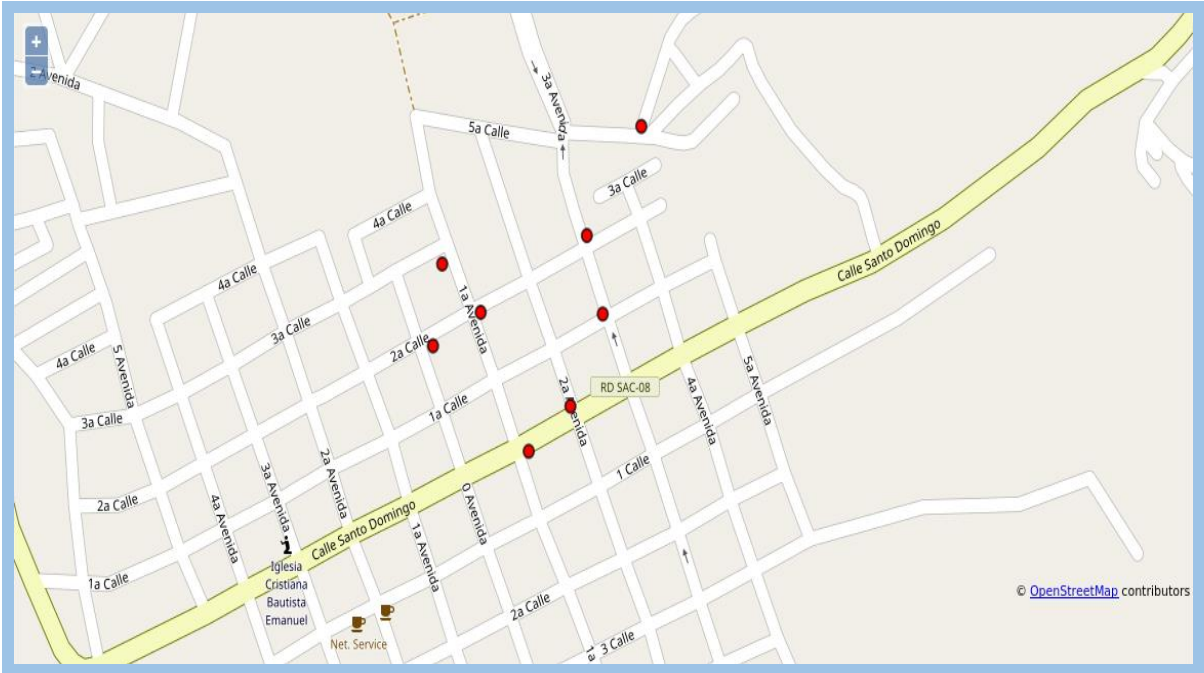 +
−
2 Avenida
3a Avenida
5a Calle
3a Calle
4a Calle
Calle Santo Domingo
4a Calle
1a Avenida
3a Calle
2a Calle
4a Calle
5 Avenida
RD SAC-08
5a Avenida
2a Avenida
4a Avenida
1a Calle
3a Calle
1 Calle
2a Avenida
3a Avenida
2a Calle
4a Avenida
0 Avenida
Calle Santo Domingo
1a Avenida
Iglesia
Cristiana
Bautista
Emanuel
1a Calle
© OpenStreetMap contributors
2a Calle
Net. Service
3 Calle
1a